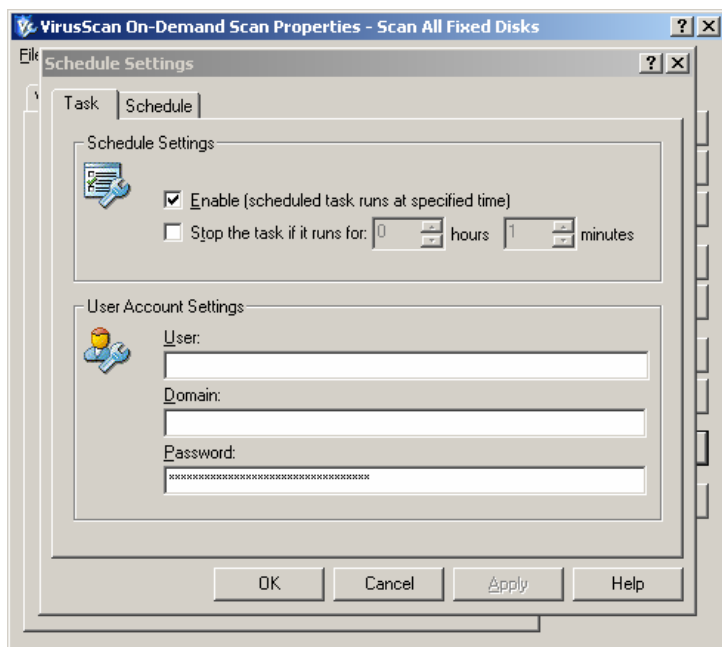 VirusScan On-Demand Scan Properties - Scan All Fixed Disks
File
Schedule Settings
Task
Schedule
Schedule Settings
Enable (scheduled task runs at specified time)
Stop the task if it runs for: 0 hours 1 minutes
User Account Settings
User:
Domain:
Password:
**********************************
OK
Cancel
Apply
Help